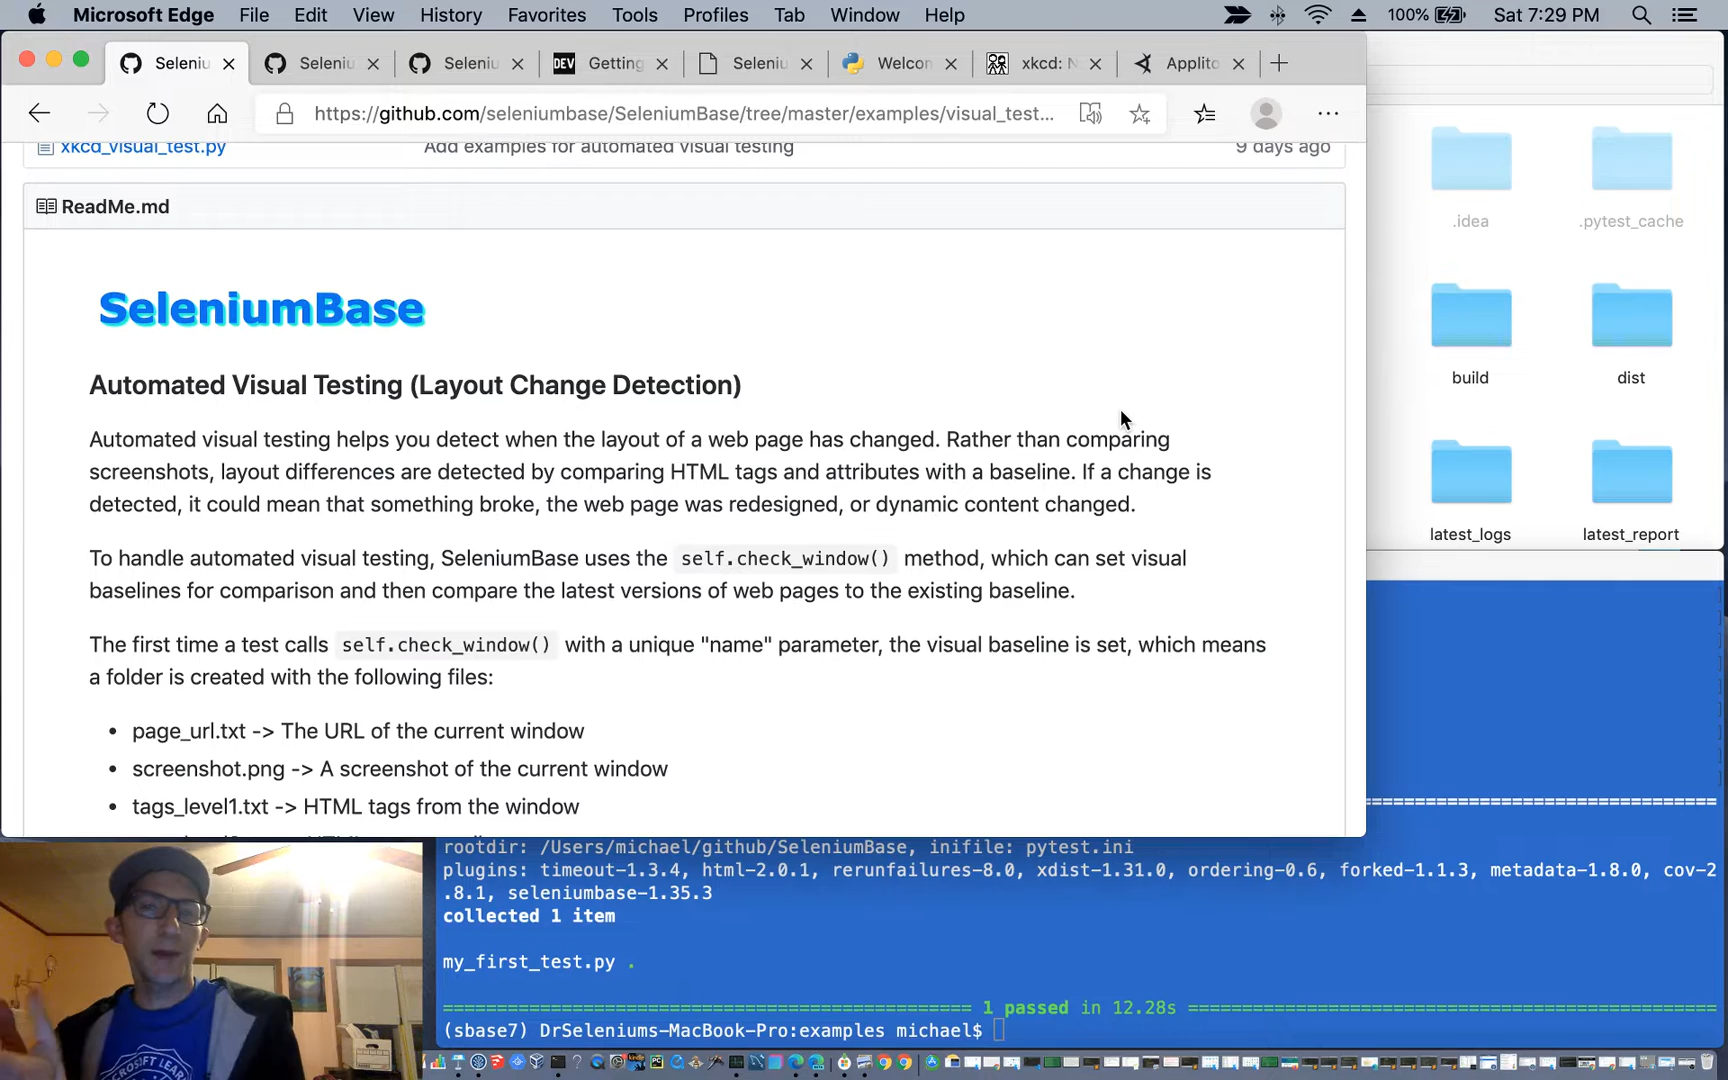 Microsoft Edge File Edit View History Favorites Tools Profiles Tab Window Help 100% Sat 7:29 PM
Seleniu Seleniu Seleniu DEV Getting Seleniu Welcon xkcd: N Applito
https://github.com/seleniumbase/SeleniumBase/tree/master/examples/visual_test...
xkcd_visual_test.py Add examples for automated visual testing 9 days ago
ReadMe.md
SeleniumBase
Automated Visual Testing (Layout Change Detection)
Automated visual testing helps you detect when the layout of a web page has changed. Rather than comparing
screenshots, layout differences are detected by comparing HTML tags and attributes with a baseline. If a change is
detected, it could mean that something broke, the web page was redesigned, or dynamic content changed.
To handle automated visual testing, SeleniumBase uses the self.check_window() method, which can set visual
baselines for comparison and then compare the latest versions of web pages to the existing baseline.
The first time a test calls self.check_window() with a unique "name" parameter, the visual baseline is set, which means
a folder is created with the following files:
• page_url.txt -> The URL of the current window
• screenshot.png -> A screenshot of the current window
• tags_level1.txt -> HTML tags from the window
.idea .pytest_cache
build dist
latest_logs latest_report
rootdir: /Users/michael/github/SeleniumBase, inifile: pytest.ini
plugins: timeout-1.3.4, html-2.0.1, rerunfailures-8.0, xdist-1.31.0, ordering-0.6, forked-1.1.3, metadata-1.8.0, cov-2
.8.1, seleniumbase-1.35.3
collected 1 item
my_first_test.py .
1 passed in 12.28s
(sbase7) DrSeleniums-MacBook-Pro:examples michael$